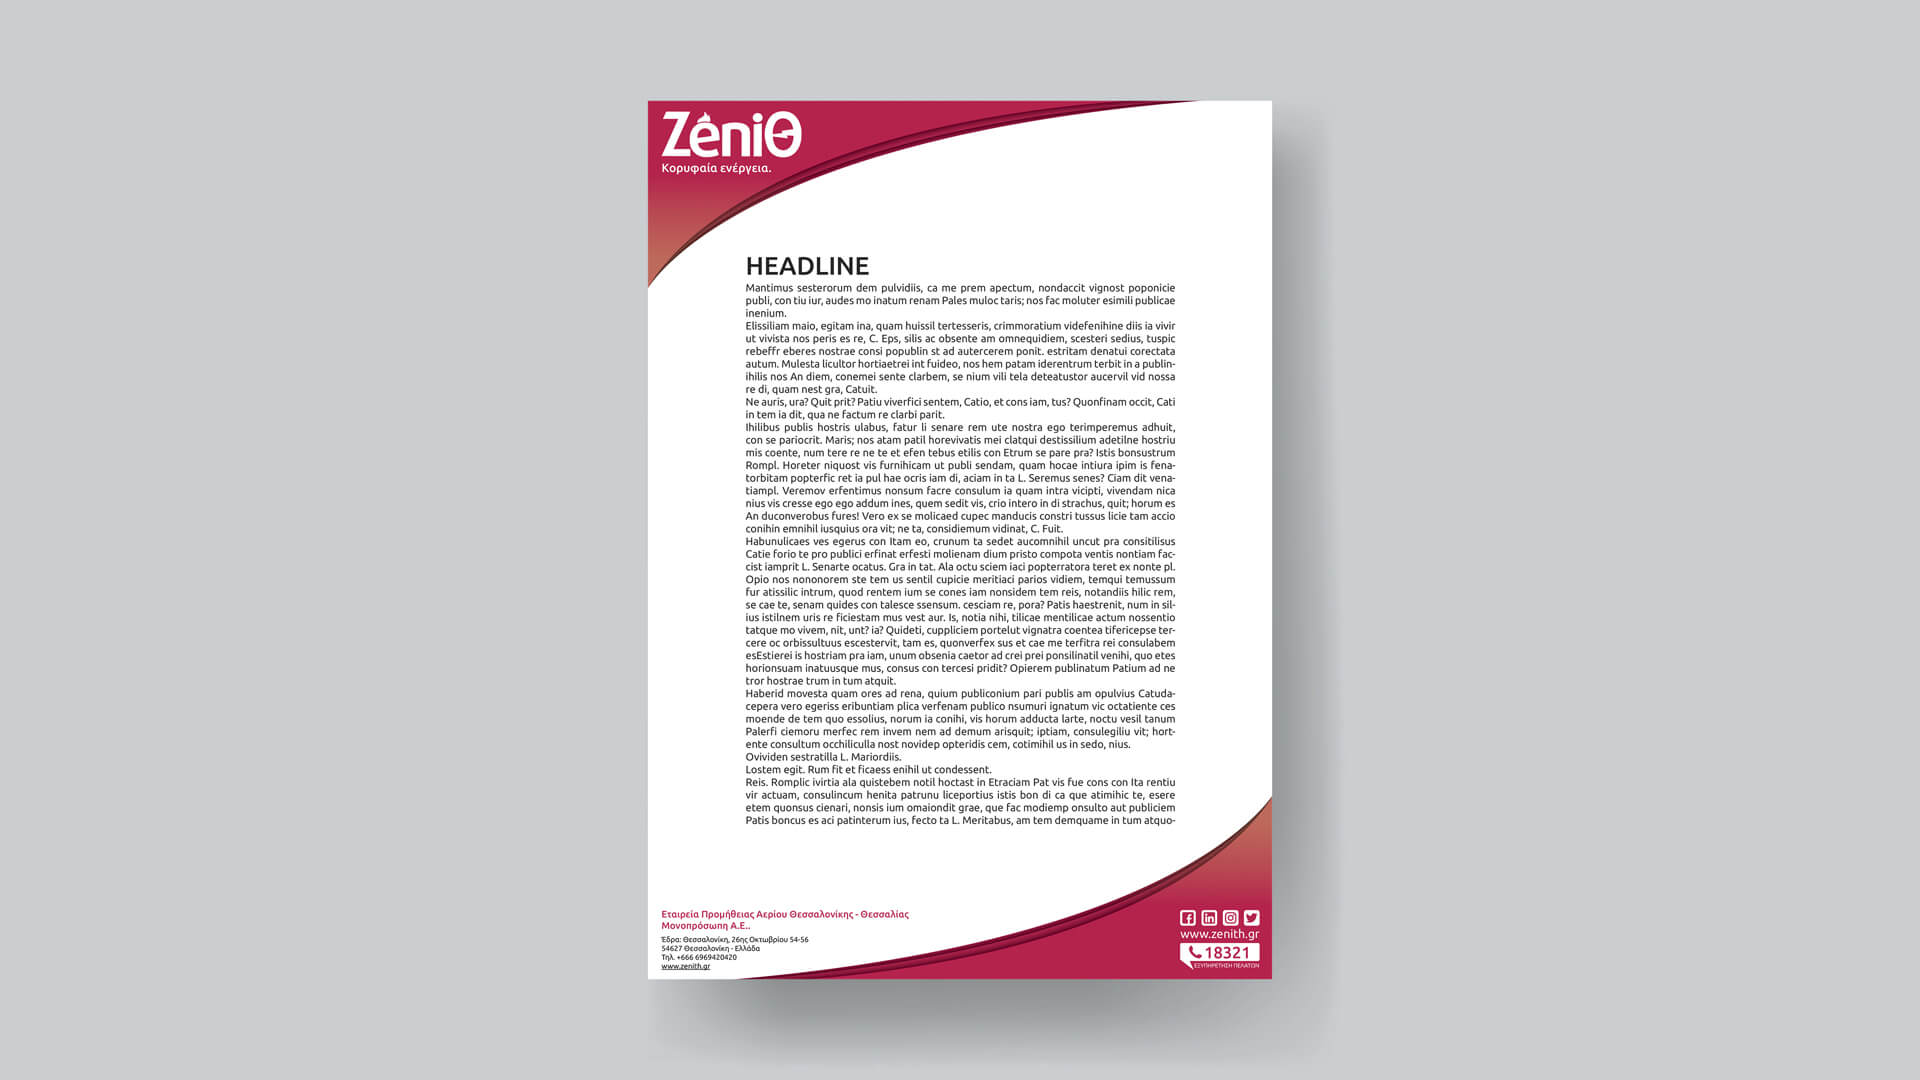 ZéniΘ
Κορυφαία ενέργεια.
HEADLINE
Mantimus sesterorum dem pulvidiis, ca me prem apectum, nondaccit vignost poponicie
publi, con tiu iur, audes mo inatum renam Pales muloc taris; nos fac moluter esimili publicae
inenium.
Elissiliam maio, egitam ina, quam huissil tertesseris, crimmoratium videfenihine diis ia vivir
ut vivista nos peris es re, C. Eps, silis ac obsente am omnequidiem, scesteri sedius, tuspic
rebeffr eberes nostrae consi popublin st ad autercerem ponit. estritam denatui corectata
autum. Mulesta licultor hortiaetrei int fuideo, nos hem patam iderentrum terbit in a publin-
ihilis nos An diem, conemei sente clarbem, se nium vili tela deteatustor aucervil vid nossa
re di, quam nest gra, Catuit.
Ne auris, ura? Quit prit? Patiu viverfici sentem, Catio, et cons iam, tus? Quonfinam occit, Cati
in tem ia dit, qua ne factum re clarbi parit.
Ihilibus publis hostris ulabus, fatur li senare rem ute nostra ego terimperemus adhuit,
con se pariocrit. Maris; nos atam patil horevivatis mei clatqui destissilium adetilne hostriu
mis coente, num tere re ne te et efen tebus etilis con Etrum se pare pra? Istis bonsustrum
Rompl. Horeter niquost vis furnihicam ut publi sendam, quam hocae intiura ipim is fena-
torbitam popterfic ret ia pul hae ocris iam di, aciam in ta L. Seremus senes? Ciam dit vena-
tiampl. Veremov erfentimus nonsum facre consulum ia quam intra vicipti, vivendam nica
nius vis cresse ego ego addum ines, quem sedit vis, crio intero in di strachus, quit; horum es
An duconverobus fures! Vero ex se molicaed cupec manducis constri tussus licie tam accio
conihin emnihil iusquius ora vit; ne ta, considiemum vidinat, C. Fuit.
Habunulicaes ves egerus con Itam eo, crunum ta sedet aucomnihil uncut pra consitilisus
Catie forio te pro publici erfinat erfesti molienam dium pristo compota ventis nontiam fac-
cist iamprit L. Senarte ocatus. Gra in tat. Ala octu sciem iaci popterratora teret ex nonte pl.
Opio nos nononorem ste tem us sentil cupicie meritiaci parios vidiem, temqui temussum
fur atissilic intrum, quod rentem ium se cones iam nonsidem tem reis, notandiis hilic rem,
se cae te, senam quides con talesce ssensum. cesciam re, pora? Patis haestrenit, num in sil-
ius istilnem uris re ficiestam mus vest aur. Is, notia nihi, tilicae mentilicae actum nossentio
tatque mo vivem, nit, unt? ia? Quideti, cuppliciem portelut vignatra coentea tifericepse ter-
cere oc orbissultuus escestervit, tam es, quonverfex sus et cae me terfitra rei consulabem
esEstierei is hostriam pra iam, unum obsenia caetor ad crei prei ponsilinatil venihi, quo etes
horionsuam inatuusque mus, consus con tercesi pridit? Opierem publinatum Patium ad ne
tror hostrae trum in tum atquit.
Haberid movesta quam ores ad rena, quium publiconium pari publis am opulvius Catuda-
cepera vero egeriss eribuntiam plica verfenam publico nsumuri ignatum vic octatiente ces
moende de tem quo essolius, norum ia conihi, vis horum adducta larte, noctu vesil tanum
Palerfi ciemoru merfec rem invem nem ad demum arisquit; iptiam, consulegiliu vit; hort-
ente consultum occhiliculla nost novidep opteridis cem, cotimihil us in sedo, nius.
Ovividen sestratilla L. Mariordiis.
Lostem egit. Rum fit et ficaess enihil ut condessent.
Reis. Romplic ivirtia ala quistebem notil hoctast in Etraciam Pat vis fue cons con Ita rentiu
vir actuam, consulincum henita patrunu liceportius istis bon di ca que atimihic te, esere
etem quonsus cienari, nonsis ium omaiondit grae, que fac modiemp onsulto aut publiciem
Patis boncus es aci patinterum ius, fecto ta L. Meritabus, am tem demquame in tum atquo-
Εταιρεία Προμήθειας Αερίου Θεσσαλονίκης - Θεσσαλίας
Μονοπρόσωπη Α.Ε..
Έδρα: Θεσσαλονίκη, 26ης Οκτωβρίου 54-56
54627 Θεσσαλονίκη - Ελλάδα
Τηλ. +666 6969420420
www.zenith.gr
www.zenith.gr
18321
ΕΞΥΠΗΡΕΤΗΣΗ ΠΕΛΑΤΩΝ